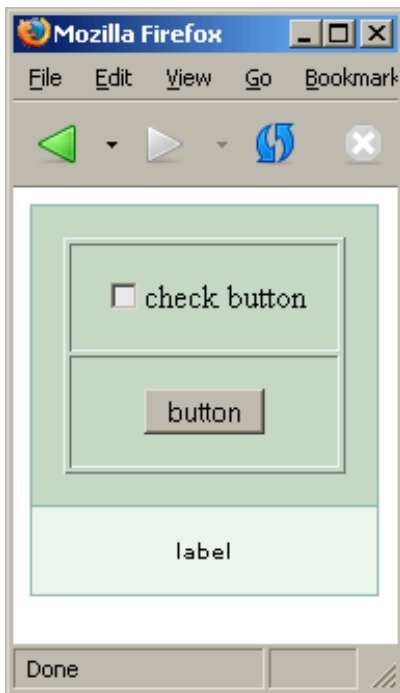 Mozilla Firefox
File Edit View Go Bookmark
check button
button
label
Done